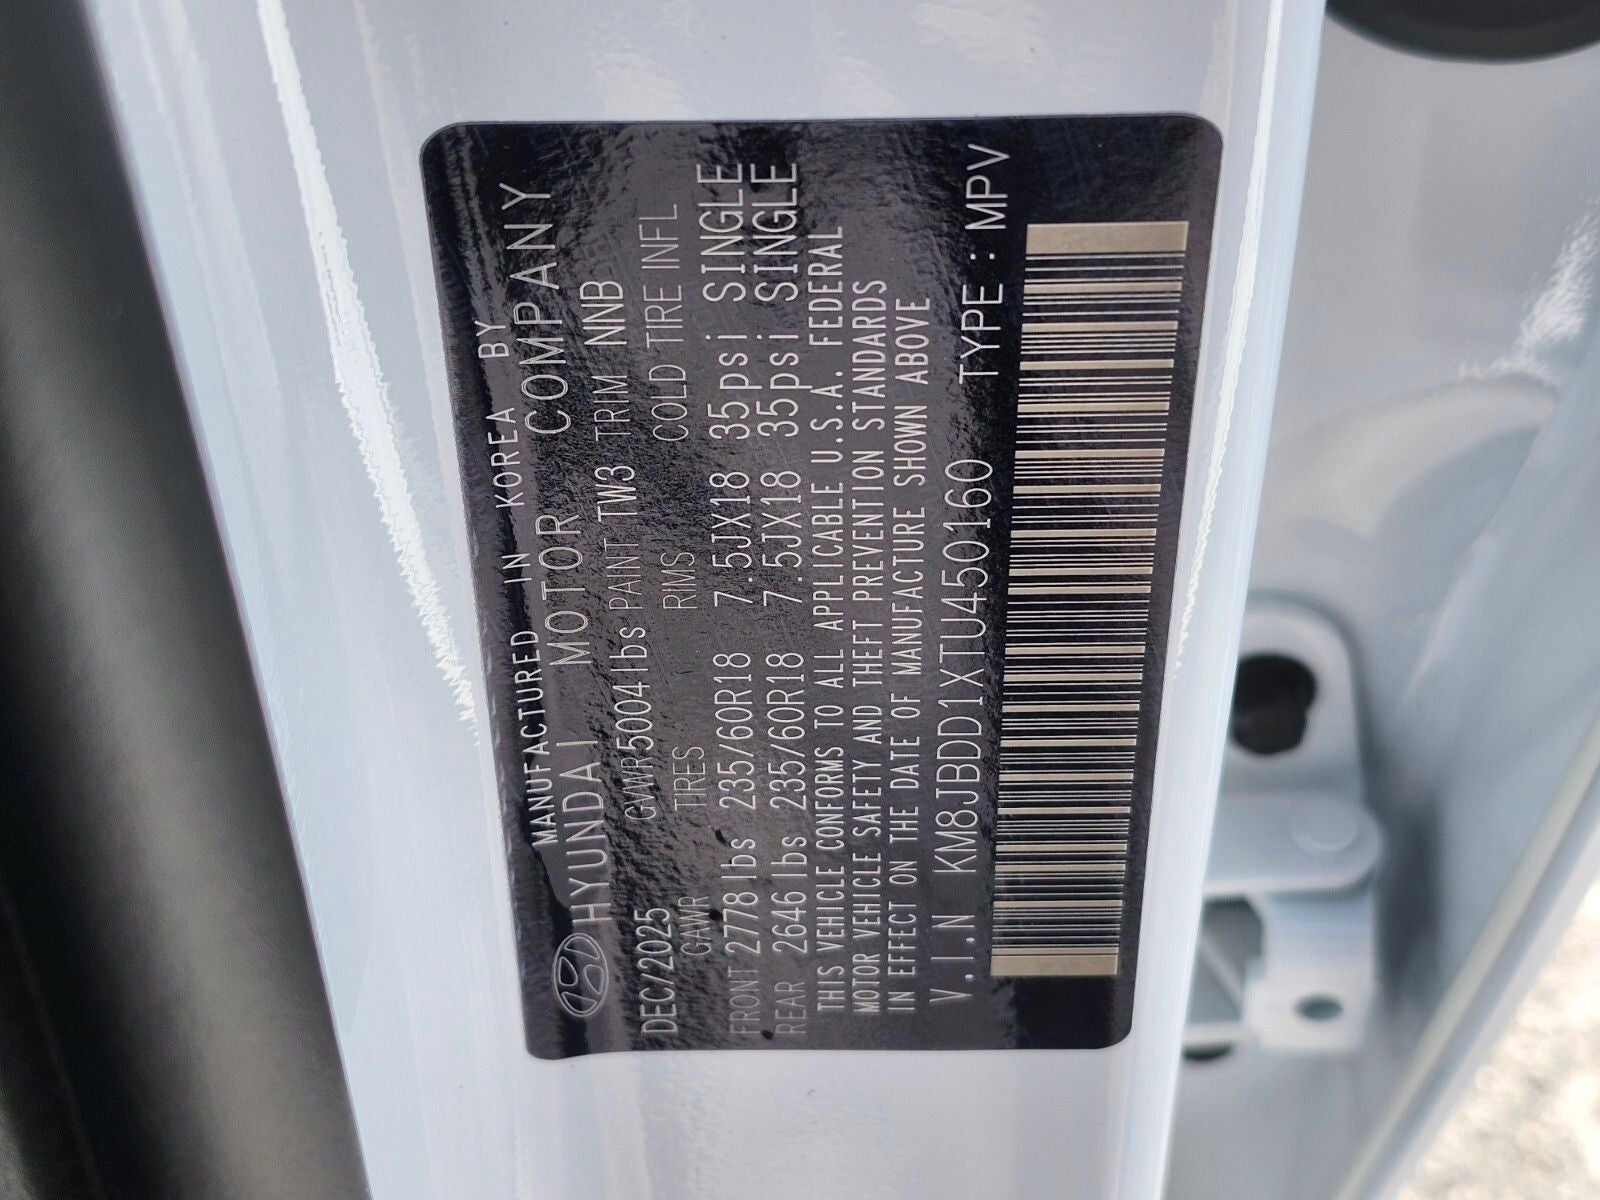 MANUFACTURED IN KOREA BY
HYUNDAI MOTOR COMPANY
DEC/2025 GVWR5004lbs PAINT TW3 TRIM NNB
GAWR TIRES RIMS COLD TIRE INFL
FRONT 2778lbs 235/60R18 7.5JX18 35psi SINGLE
REAR 2646lbs 235/60R18 7.5JX18 35psi SINGLE
THIS VEHICLE CONFORMS TO ALL APPLICABLE U.S.A. FEDERAL
MOTOR VEHICLE SAFETY AND THEFT PREVENTION STANDARDS
IN EFFECT ON THE DATE OF MANUFACTURE SHOWN ABOVE
V.I.N KM8JBDD1XTU450160 TYPE:MPV